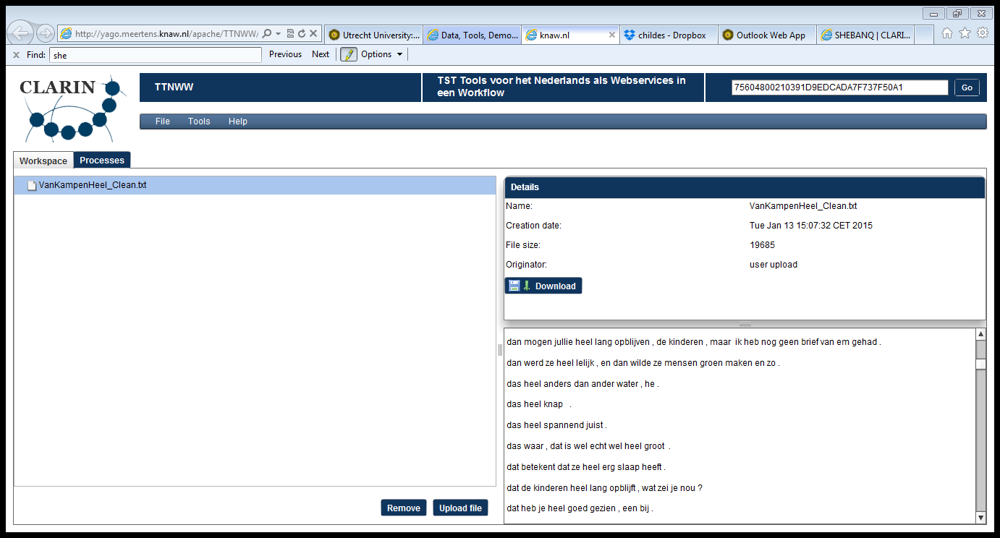 http://yago.meertens.knaw.nl/apache/TTNWW/
Utrecht University:...
Data, Tools, Demo...
knaw.nl
childes - Dropbox
Outlook Web App
SHEBANQ | CLARI...
Find: she
Previous Next Options
CLARIN
TTNWW
TST Tools voor het Nederlands als Webservices in
een Workflow
75604800210391D9EDCADA7F737F50A1
Go
File Tools Help
Workspace Processes
VanKampenHeel_Clean.txt
Details
Name: VanKampenHeel_Clean.txt
Creation date: Tue Jan 13 15:07:32 CET 2015
File size: 19685
Originator: user upload
Download
dan mogen jullie heel lang opblijven , de kinderen , maar ik heb nog geen brief van em gehad .
dan werd ze heel lelijk , en dan wilde ze mensen groen maken en zo .
das heel anders dan ander water , he .
das heel knap .
das heel spannend juist .
das waar , dat is wel echt wel heel groot .
dat betekent dat ze heel erg slaap heeft .
dat de kinderen heel lang opblijft , wat zei je nou ?
dat heb je heel goed gezien , een bij .
Remove Upload file